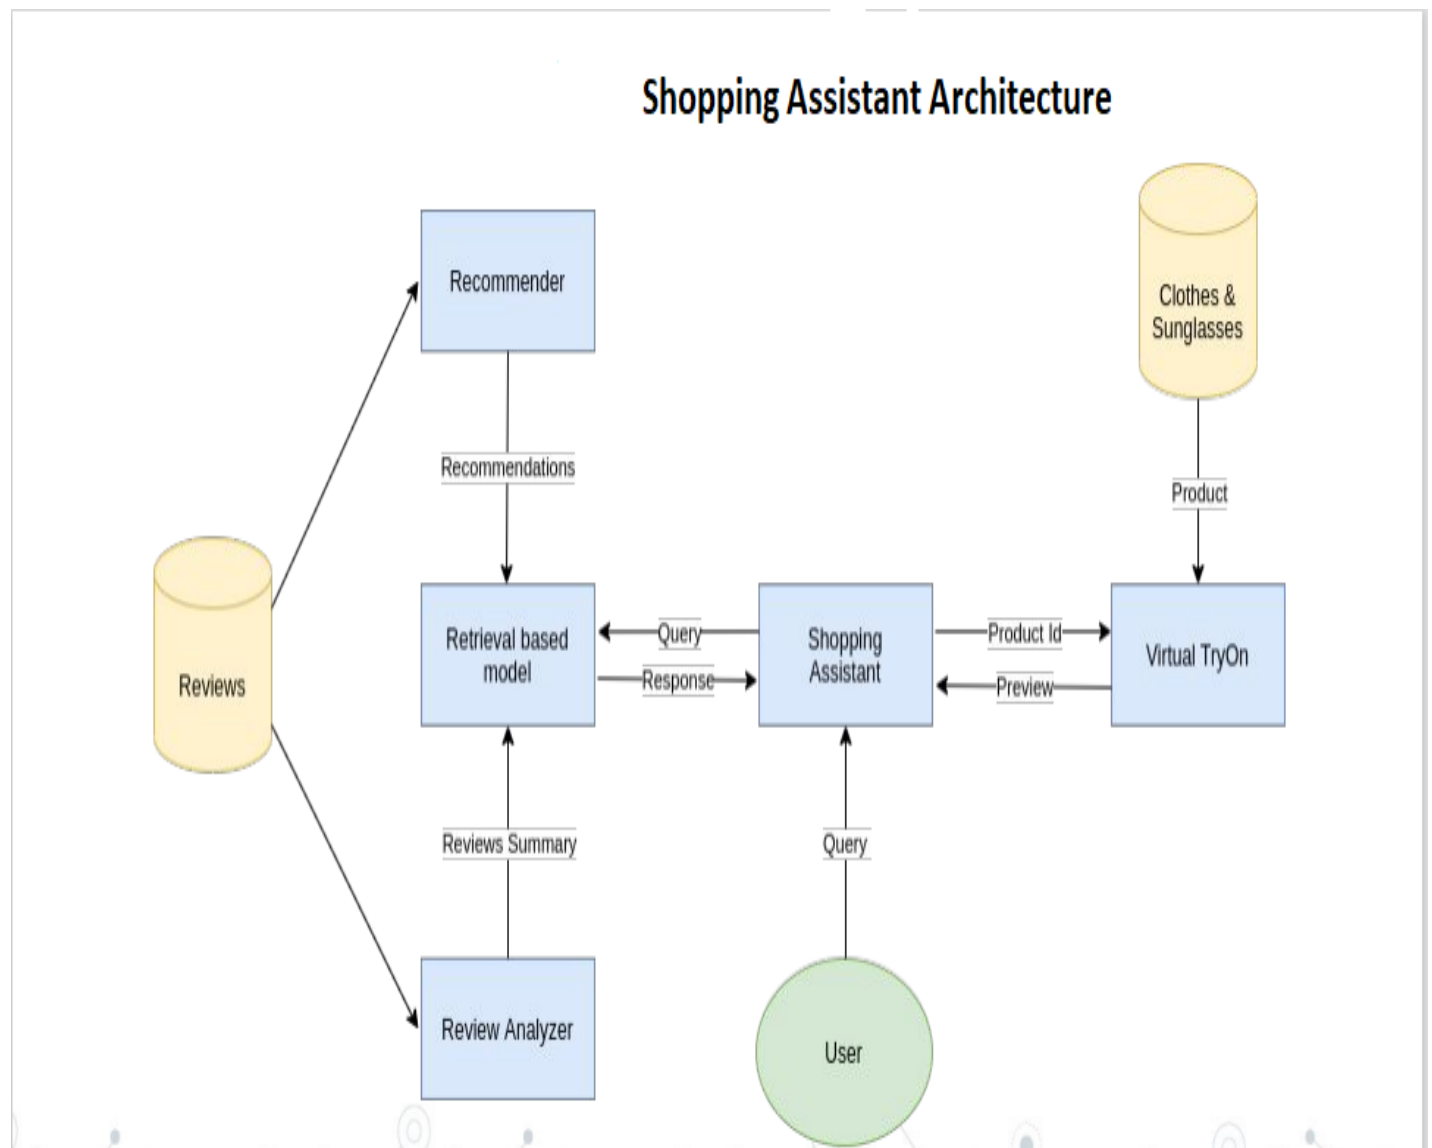 Shopping Assistant Architecture
Recommender
Clothes &
Sunglasses
Recommendations
Product
Reviews
Retrieval based
model
Query
Response
Shopping
Assistant
Product Id
Preview
Virtual TryOn
Reviews Summary
Query
Review Analyzer
User